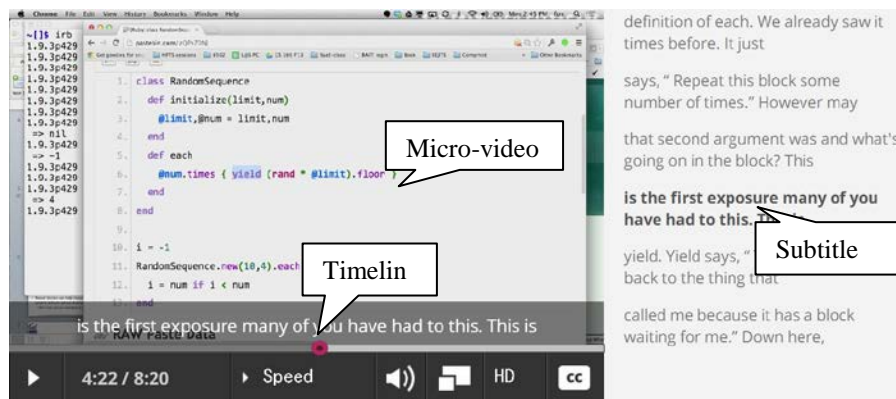 Chrome File Edit View History Bookmarks Window Help
~[]$ irb
1.9.3p429
1.9.3p429
1.9.3p429
1.9.3p429
1.9.3p429
1.9.3p429
1.9.3p429
=> nil
1.9.3p429
=> -1
1.9.3p429
1.9.3p429
1.9.3p429
=> 4
1.9.3p429
Other Bookmarks
1. class RandomSequence
2. def initialize(limit,num)
3. @limit,@num = limit,num
4. end
5. def each
6. @num.times { yield (rand * @limit).floor }
7. end
8. end
9.
10. i = -1
11. RandomSequence.new(10,4).each
12. i = num if i < num
13. end
RAW Paste Data
Micro-video
Timelin
is the first exposure many of you have had to this. This is
4:22 / 8:20
Speed
HD
CC
definition of each. We already saw it
times before. It just
says, “ Repeat this block some
number of times.” However may
that second argument was and what's
going on in the block? This
is the first exposure many of you
have had to this.
Subtitle
yield. Yield says, “
back to the thing that
called me because it has a block
waiting for me.” Down here,